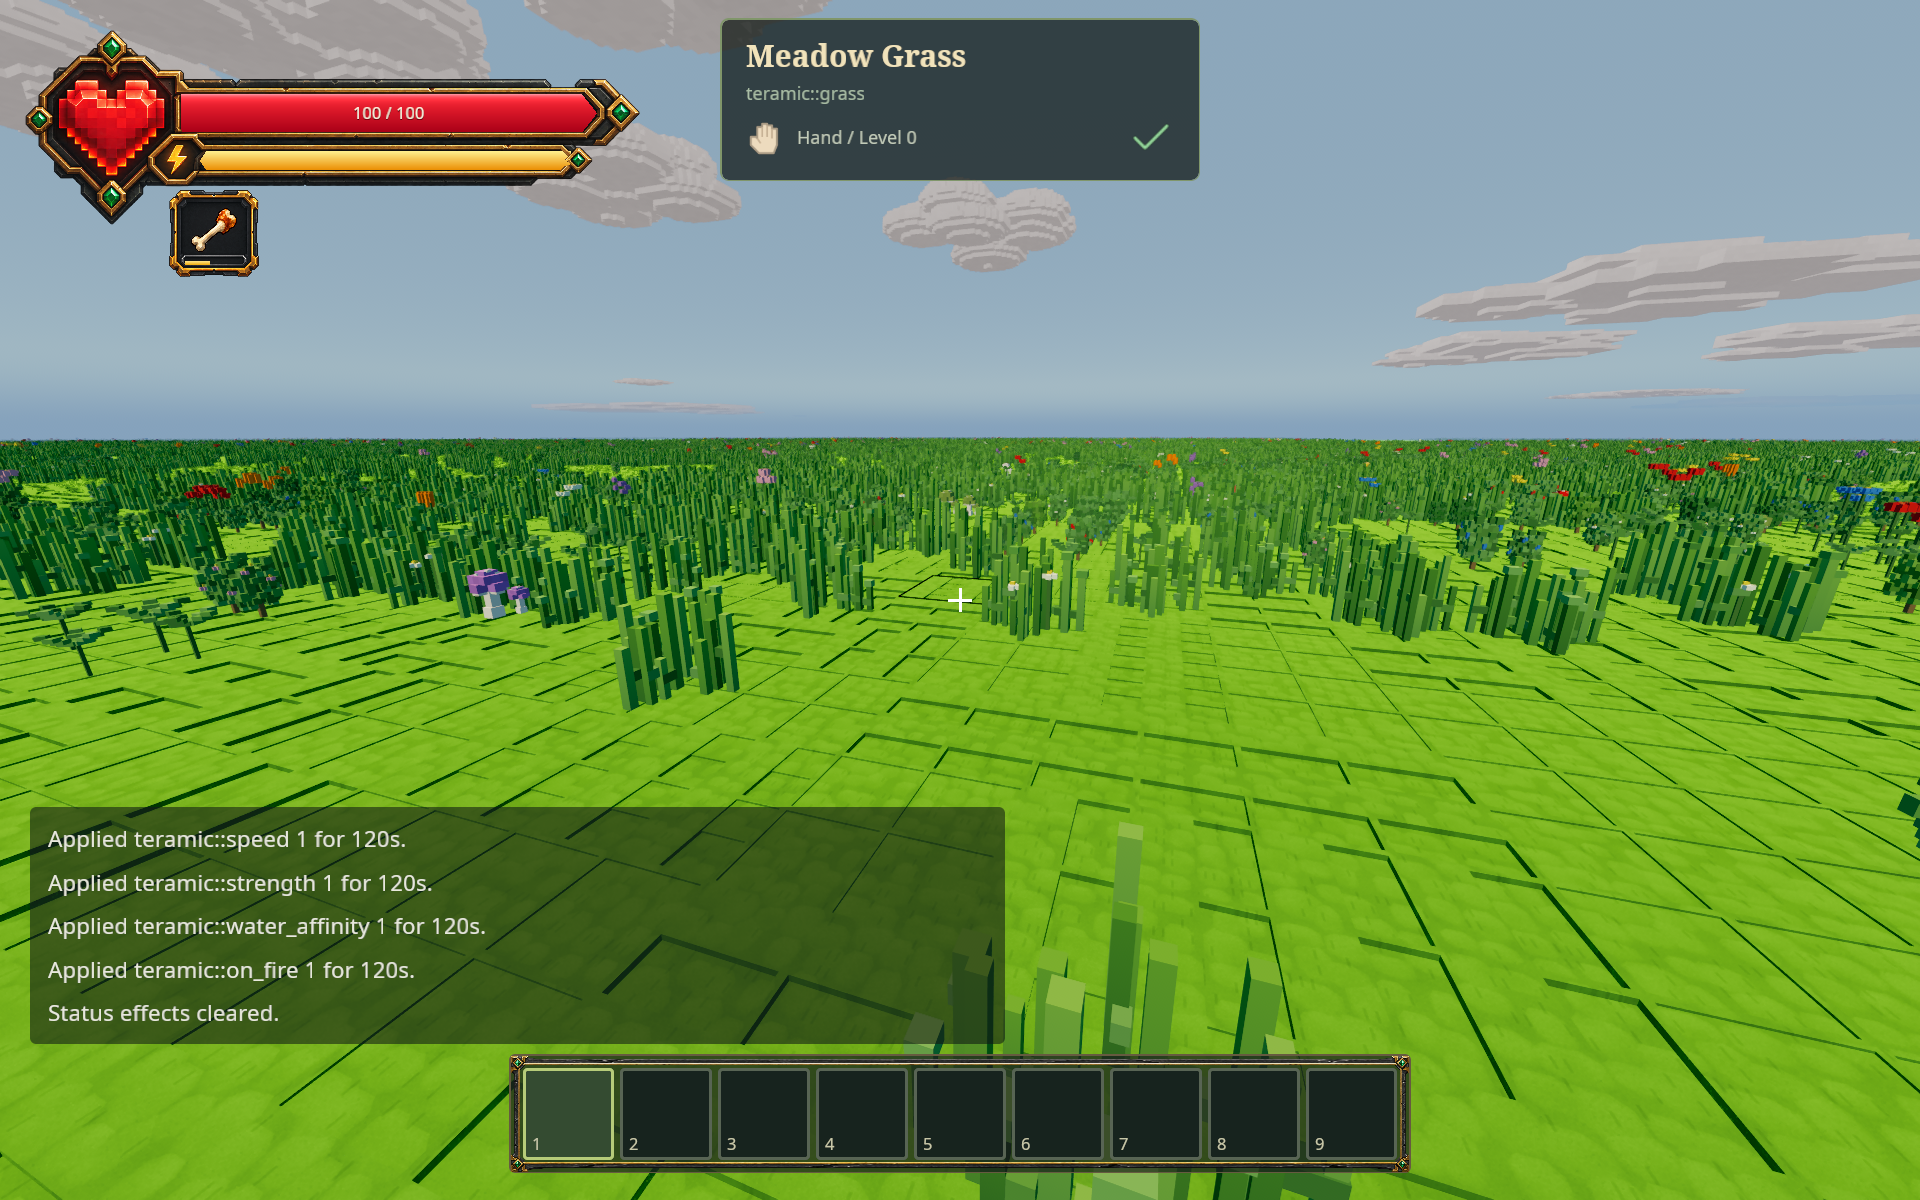 100 / 100
Meadow Grass
teramic::grass
Hand / Level 0
Applied teramic::speed 1 for 120s.
Applied teramic::strength 1 for 120s.
Applied teramic::water_affinity 1 for 120s.
Applied teramic::on_fire 1 for 120s.
Status effects cleared.
1 2 3 4 5 6 7 8 9